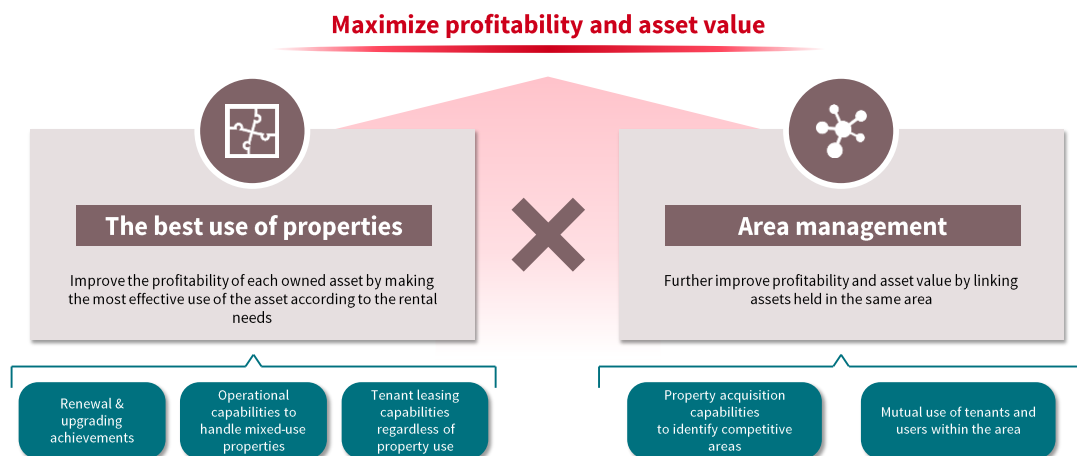 Maximize profitability and asset value
The best use of properties
Improve the profitability of each owned asset by making
the most effective use of the asset according to the rental
needs
Area management
Further improve profitability and asset value by linking
assets held in the same area
Renewal &
upgrading
achievements
Operational
capabilities to
handle mixed-use
properties
Tenant leasing
capabilities
regardless of
property use
Property acquisition
capabilities
to identify competitive
areas
Mutual use of tenants and
users within the area